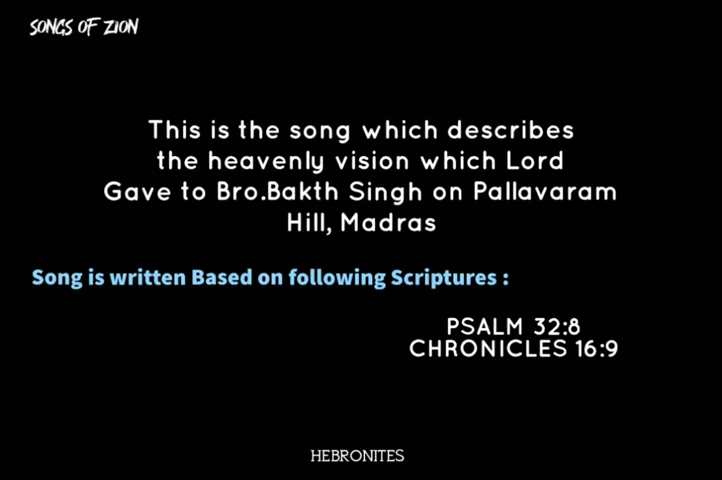 SONGS OF ZION
This is the song which describes
the heavenly vision which Lord
Gave to Bro.Bakth Singh on Pallavaram
Hill, Madras
Song is written Based on following Scriptures :
PSALM 32:8
CHRONICLES 16:9
HEBRONITES